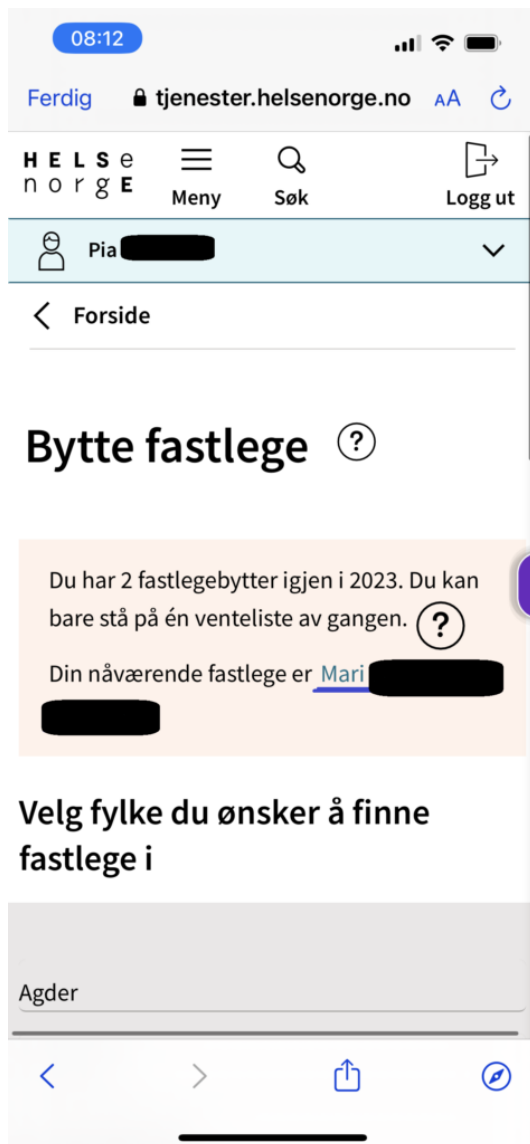 08:12
Ferdig tjenester.helsenorge.no AA
HELSe
norgE
Meny Søk Logg ut
Pia
Forside
Bytte fastlege ?
Du har 2 fastlegebytter igjen i 2023. Du kan
bare stå på én venteliste av gangen. ?
Din nåværende fastlege er Mari
Velg fylke du ønsker å finne
fastlege i
Agder